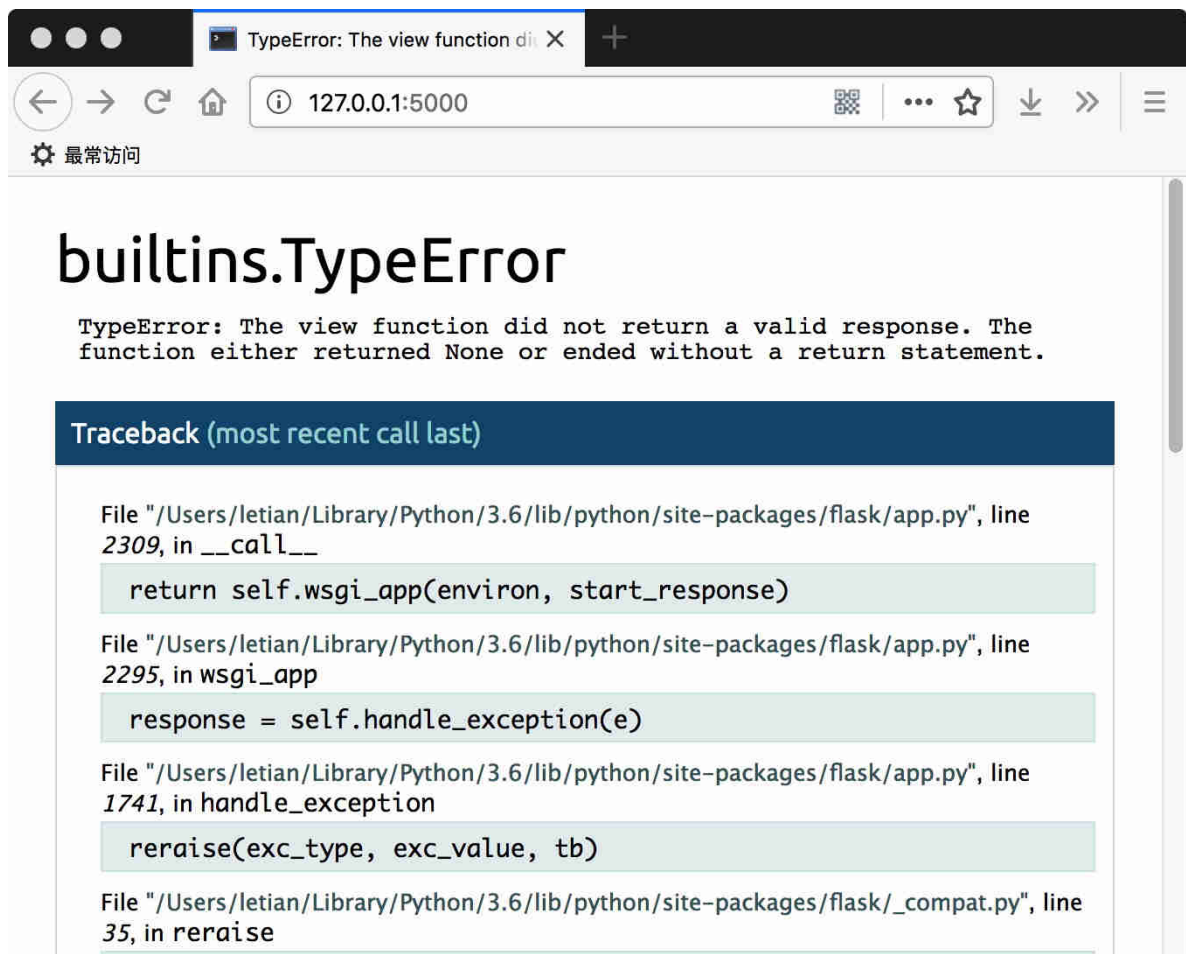 TypeError: The view function di
127.0.0.1:5000
最常访问
builtins.TypeError
TypeError: The view function did not return a valid response. The
function either returned None or ended without a return statement.
Traceback (most recent call last)
File "/Users/letian/Library/Python/3.6/lib/python/site-packages/flask/app.py", line
2309, in __call__
return self.wsgi_app(environ, start_response)
File "/Users/letian/Library/Python/3.6/lib/python/site-packages/flask/app.py", line
2295, in wsgi_app
response = self.handle_exception(e)
File "/Users/letian/Library/Python/3.6/lib/python/site-packages/flask/app.py", line
1741, in handle_exception
reraise(exc_type, exc_value, tb)
File "/Users/letian/Library/Python/3.6/lib/python/site-packages/flask/_compat.py", line
35, in reraise